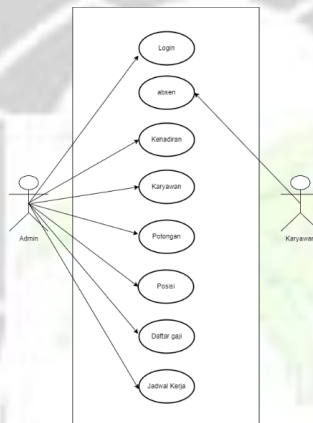 Login
absen
Kehadiran
Karyawan
Potongan
Posisi
Daftar gaji
Jadwal Kerja
Admin
Karyawan